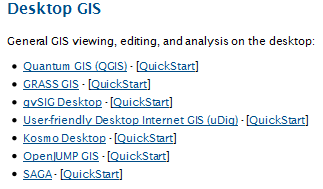 Desktop GIS
General GIS viewing, editing, and analysis on the desktop:
Quantum GIS (QGIS) - [QuickStart]
GRASS GIS - [QuickStart]
gvSIG Desktop - [QuickStart]
User-friendly Desktop Internet GIS (uDig) - [QuickStart]
Kosmo Desktop - [QuickStart]
OpenJUMP GIS - [QuickStart]
SAGA - [QuickStart]